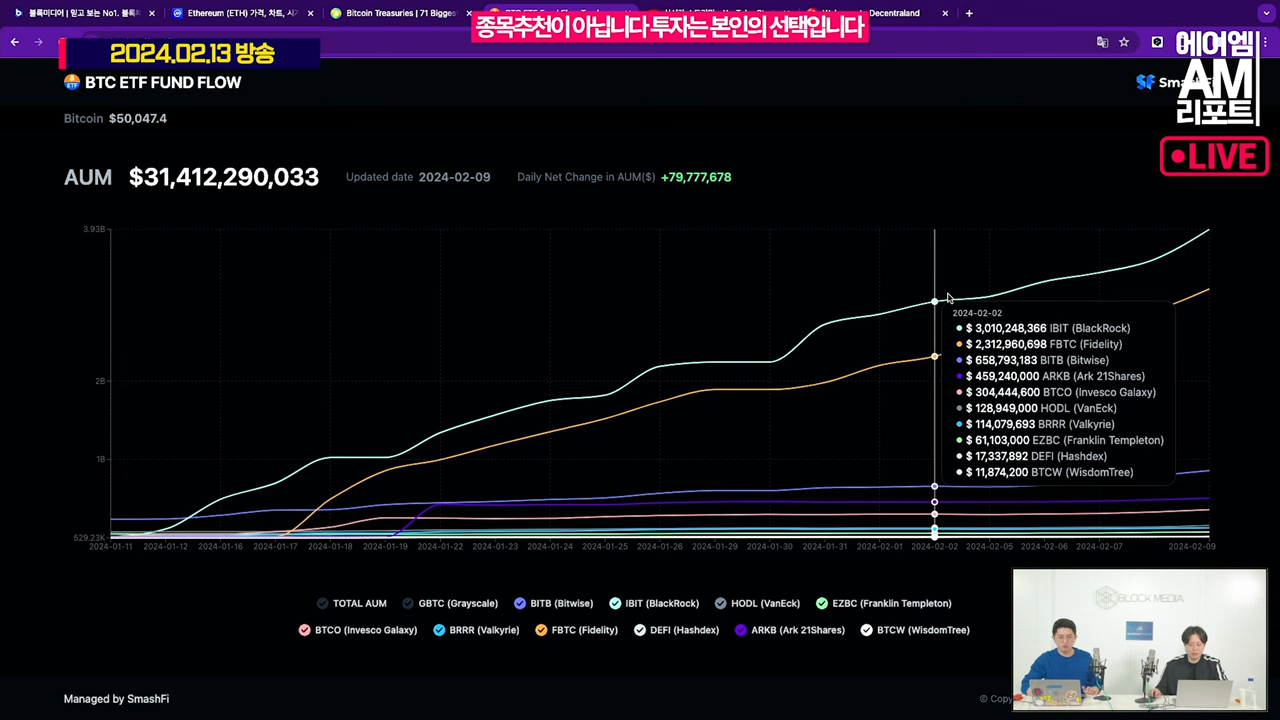 블록미디어 | 믿고 보는 No1. 블록
Ethereum (ETH) 가격, 차트, 시
Bitcoin Treasuries | 71 Bigges
Decentraland
종목추천이 아닙니다 투자는 본인의 선택입니다
2024.02.13 방송
에어엠
AM
리포트
LIVE
BTC ETF FUND FLOW
Bitcoin $50,047.4
AUM $31,412,290,033 Updated date 2024-02-09 Daily Net Change in AUM($) +79,777,678
3.93B
2B
1B
529.23K
2024-02-02
$ 3,010,248,366 IBIT (BlackRock)
$ 2,312,960,698 FBTC (Fidelity)
$ 658,793,183 BITB (Bitwise)
$ 459,240,000 ARKB (Ark 21Shares)
$ 304,444,600 BTCO (Invesco Galaxy)
$ 128,949,000 HODL (VanEck)
$ 114,079,693 BRRR (Valkyrie)
$ 61,103,000 EZBC (Franklin Templeton)
$ 17,337,892 DEFI (Hashdex)
$ 11,874,200 BTCW (WisdomTree)
2024-01-11 2024-01-12 2024-01-16 2024-01-17 2024-01-18 2024-01-19 2024-01-22 2024-01-23 2024-01-24 2024-01-25 2024-01-26 2024-01-29 2024-01-30 2024-01-31 2024-02-01 2024-02-02 2024-02-05 2024-02-06 2024-02-07 2024-02-09
TOTAL AUM GBTC (Grayscale) BITB (Bitwise) IBIT (BlackRock) HODL (VanEck) EZBC (Franklin Templeton)
BTCO (Invesco Galaxy) BRRR (Valkyrie) FBTC (Fidelity) DEFI (Hashdex) ARKB (Ark 21Shares) BTCW (WisdomTree)
BLOCK MEDIA
Managed by SmashFi
© Copy